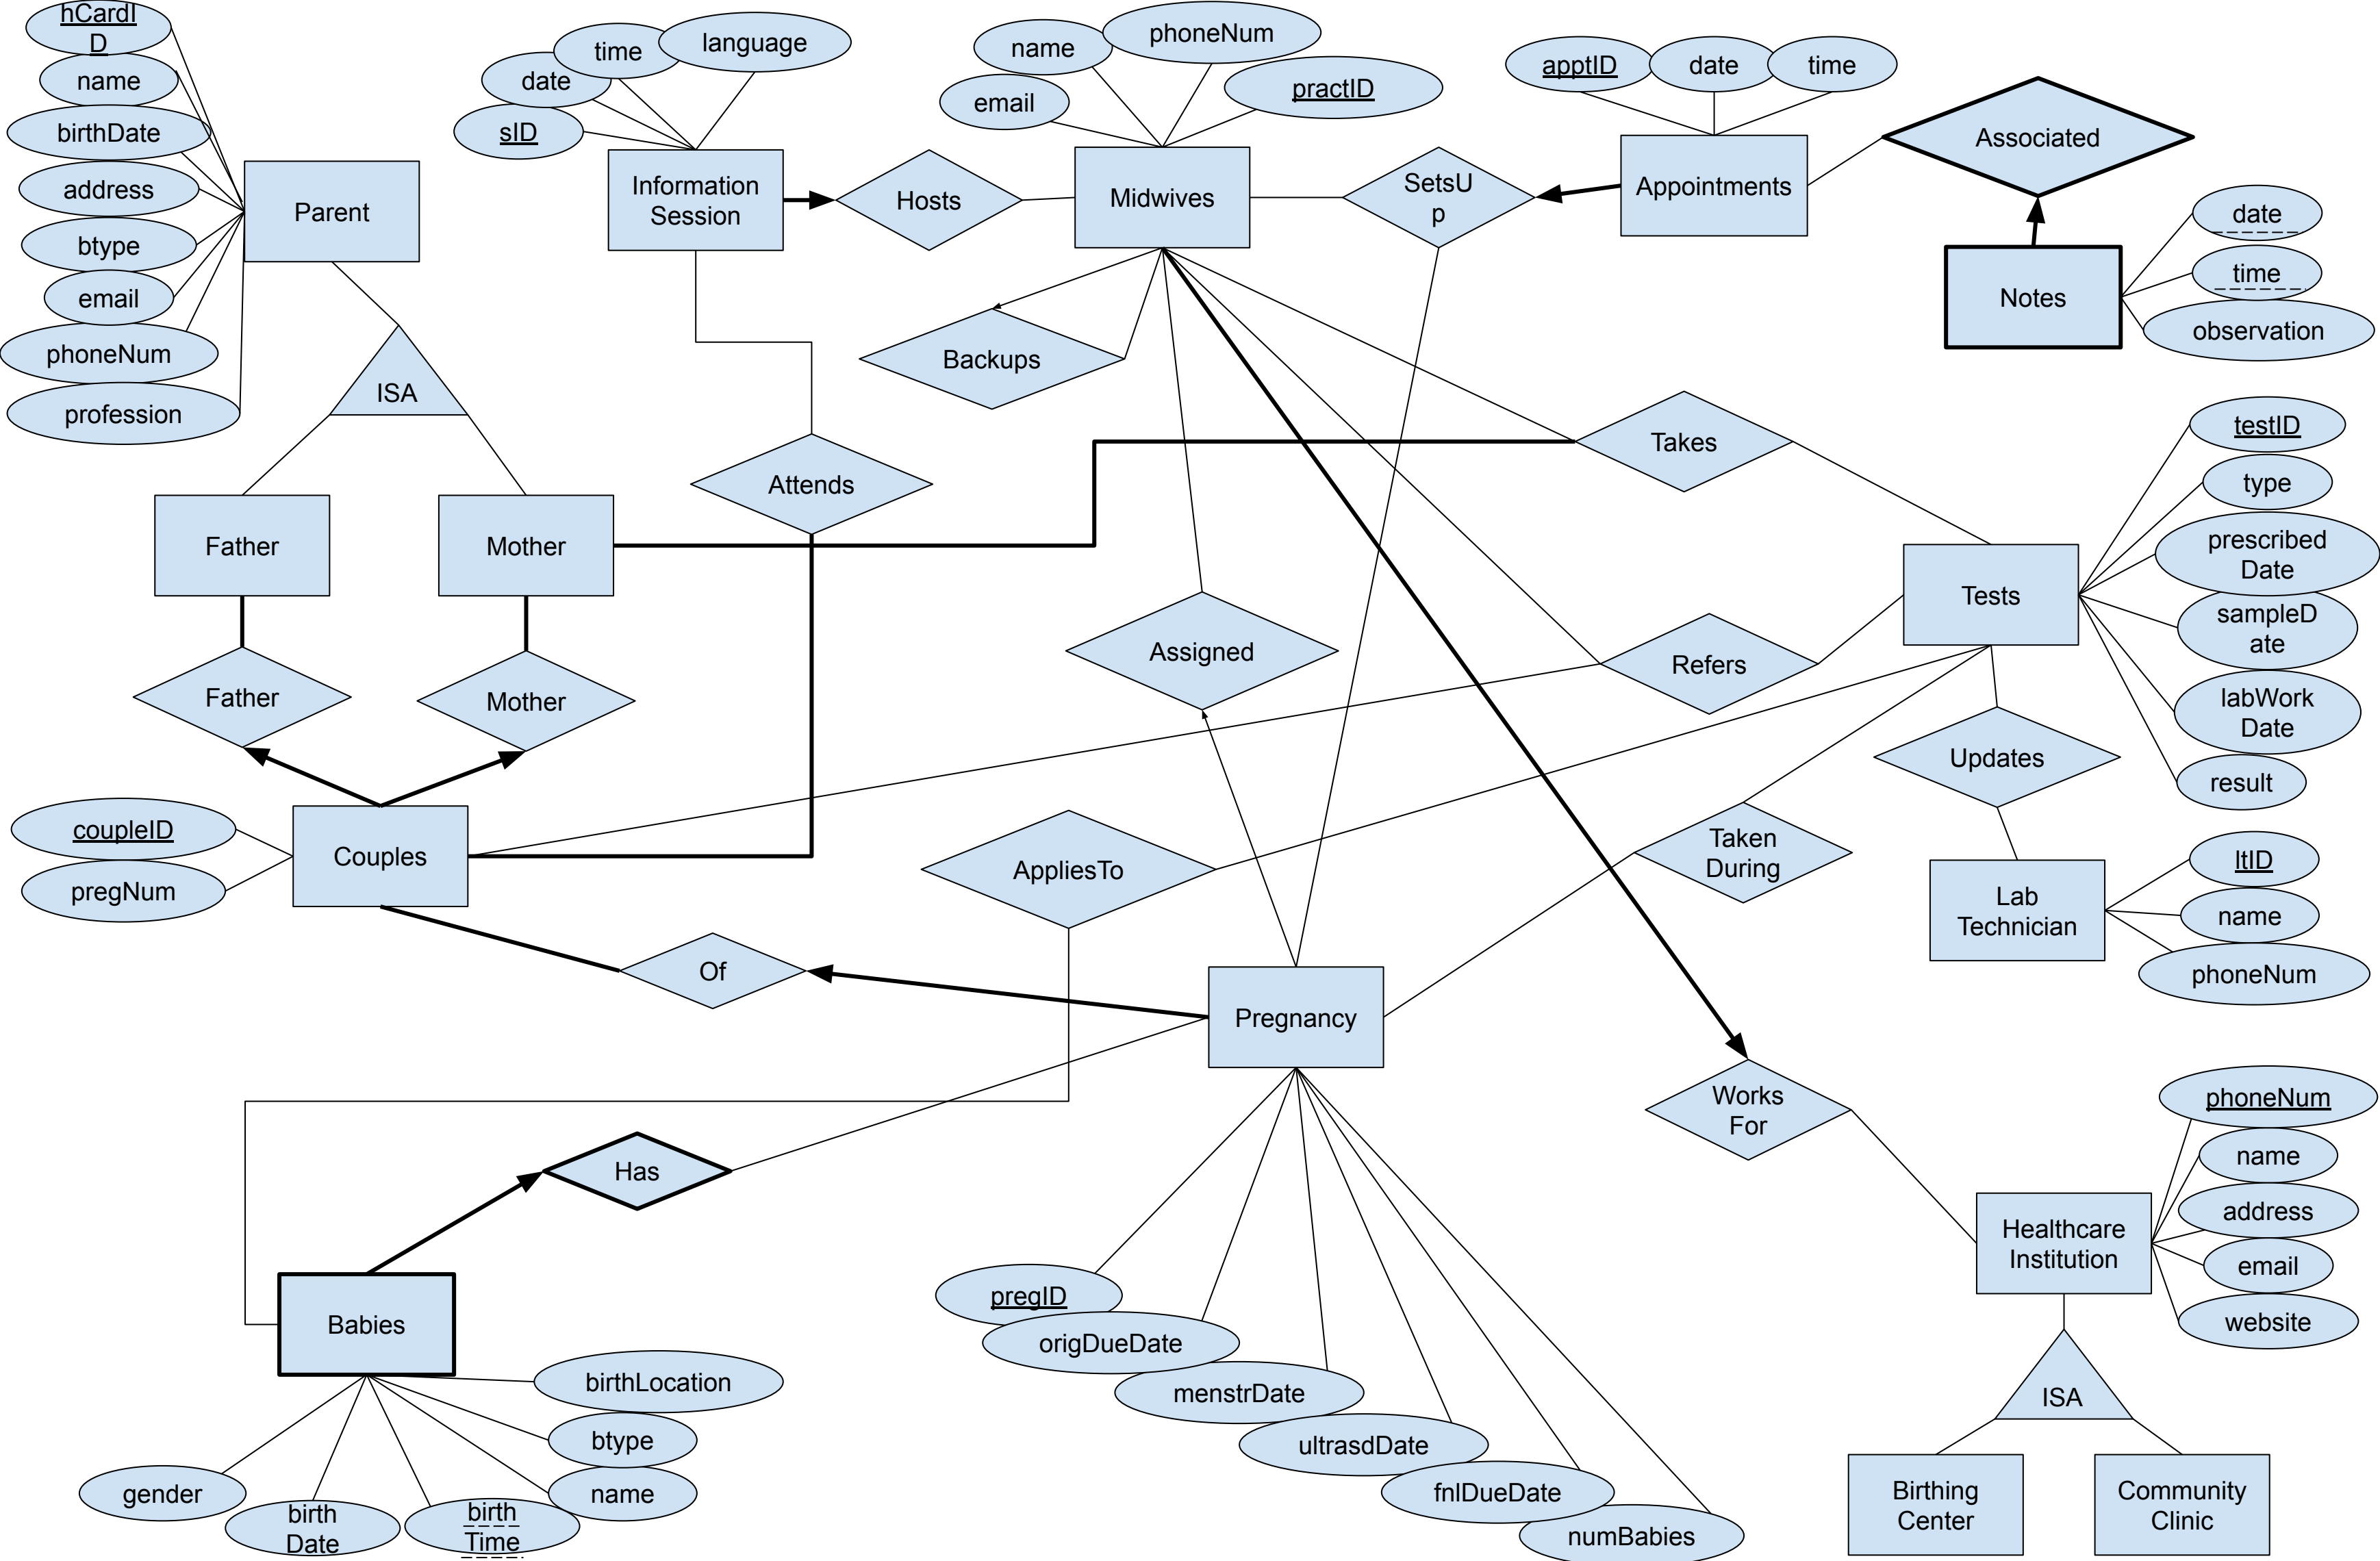 hCardI
D
name
birthDate
address
btype
email
phoneNum
profession
Parent
ISA
Father
Mother
Father
Mother
coupleID
pregNum
Couples
sID
date
time
language
Information
Session
Hosts
Attends
email
name
phoneNum
practID
Midwives
Backups
SetsU
p
apptID
date
time
Appointments
Associated
Notes
date
time
observation
Takes
Assigned
Refers
Tests
testID
type
prescribed
Date
sampleD
ate
labWork
Date
result
Updates
Taken
During
AppliesTo
Lab
Technician
ltID
name
phoneNum
Of
Pregnancy
Has
Babies
gender
birth
Date
birth
Time
name
btype
birthLocation
pregID
origDueDate
menstrDate
ultrasdDate
fnlDueDate
numBabies
Works
For
Healthcare
Institution
phoneNum
name
address
email
website
ISA
Birthing
Center
Community
Clinic